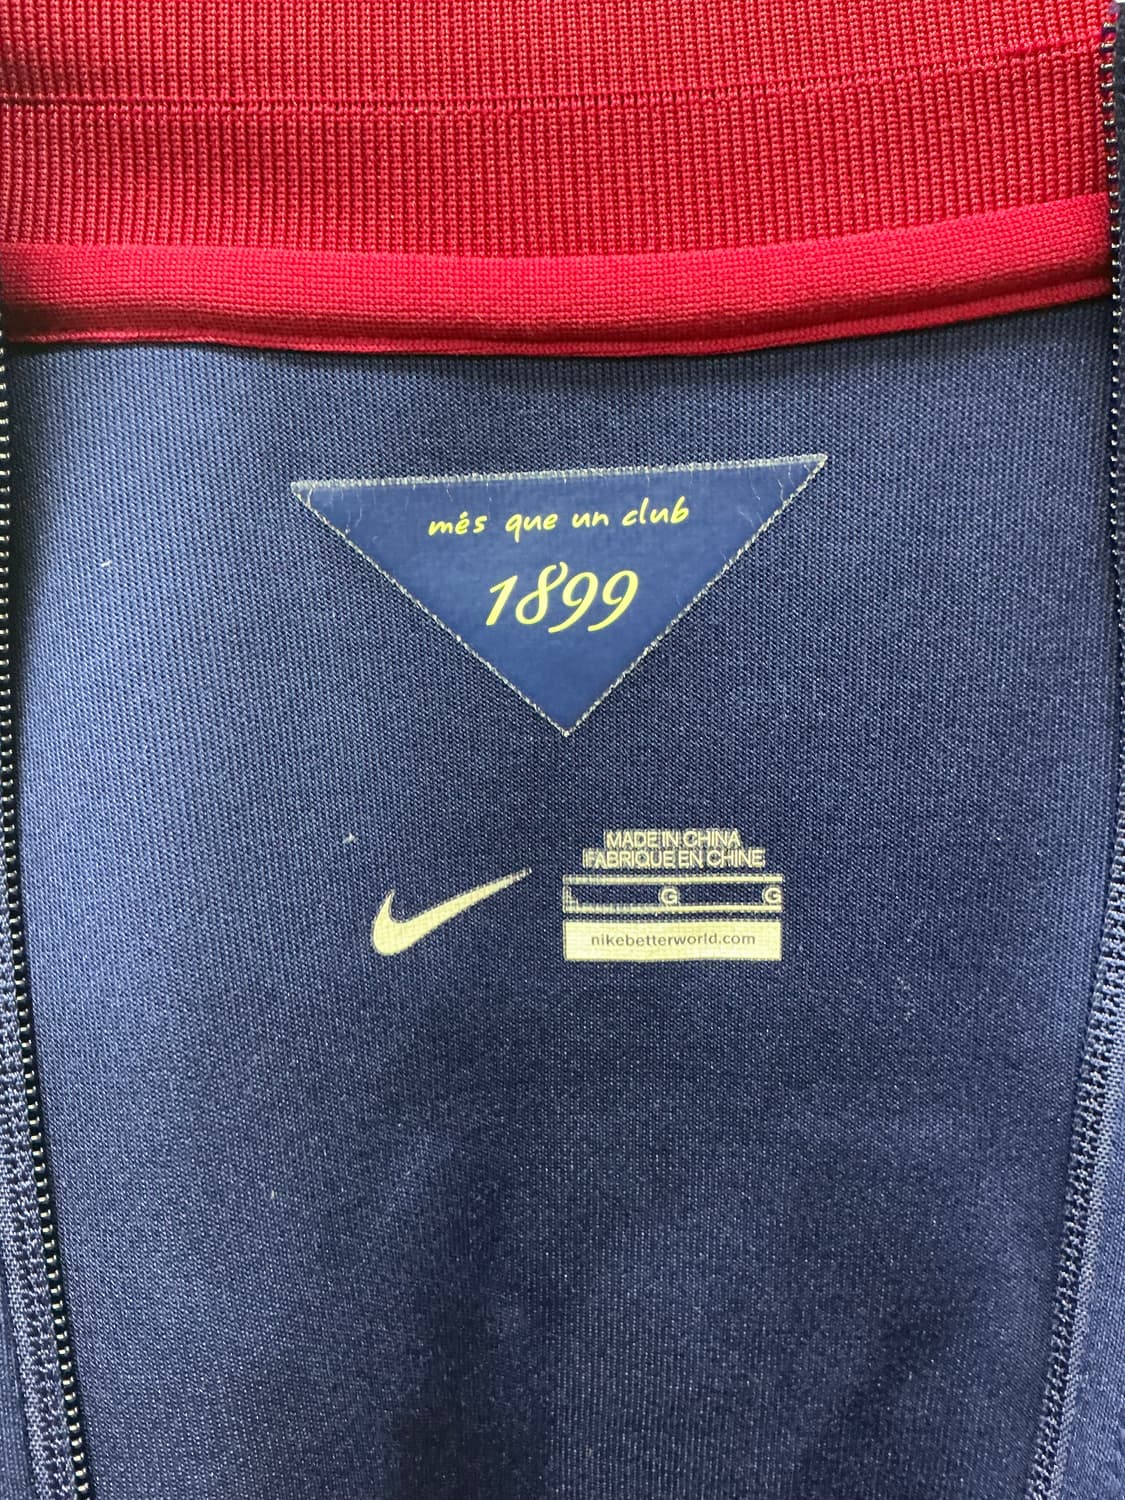 més que un club
1899
MADE IN CHINA
FABRIQUE EN CHINE
L G G
nikebetterworld.com